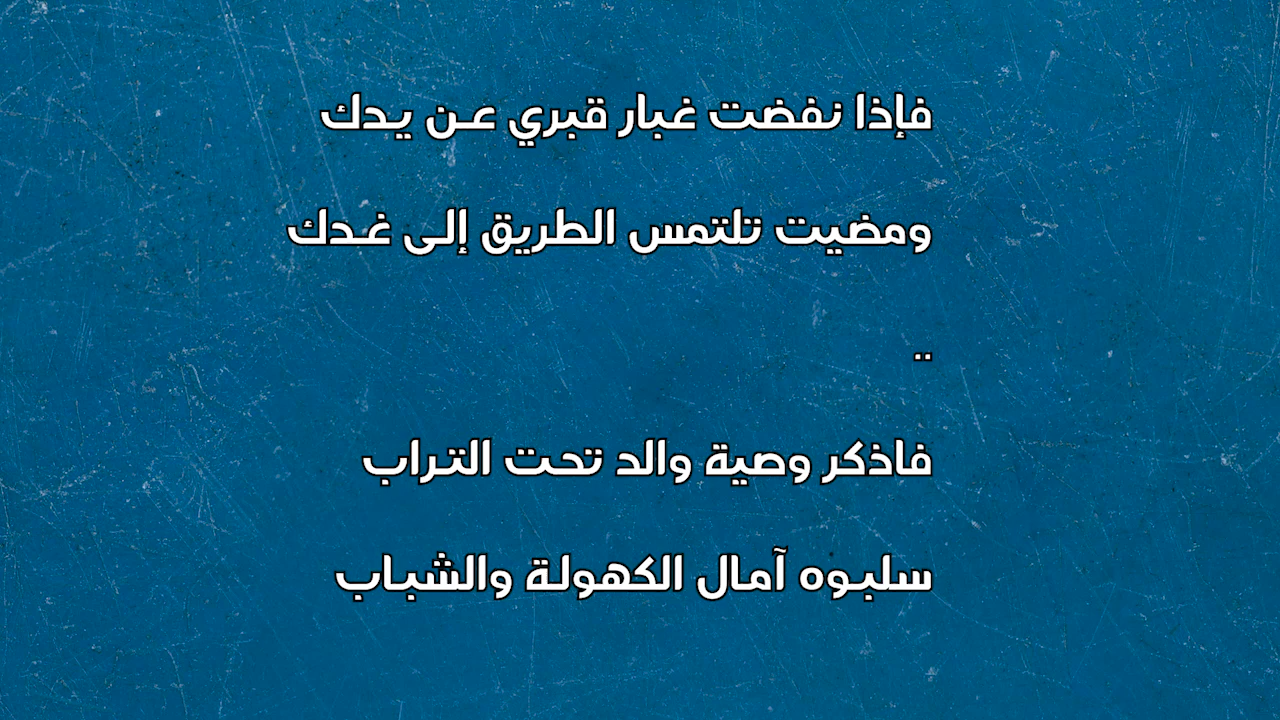 فإذا نفضت غبار قبري عن يدك
ومضيت تلتمس الطريق إلى غدك
..
فاذكر وصية والد تحت التراب
سلبوه آمال الكهولة والشباب